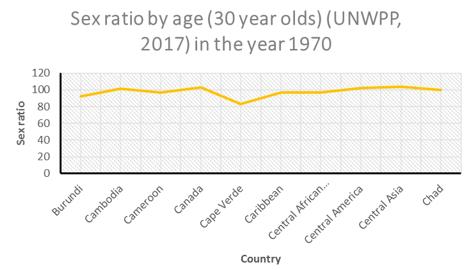 Sex ratio by age (30 year olds) (UNWPP,
2017) in the year 1970
120
100
80
60
40
20
0
Sex ratio
Burundi
Cambodia
Cameroon
Canada
Cape Verde
Caribbean
Central African...
Central America
Central Asia
Chad
Country